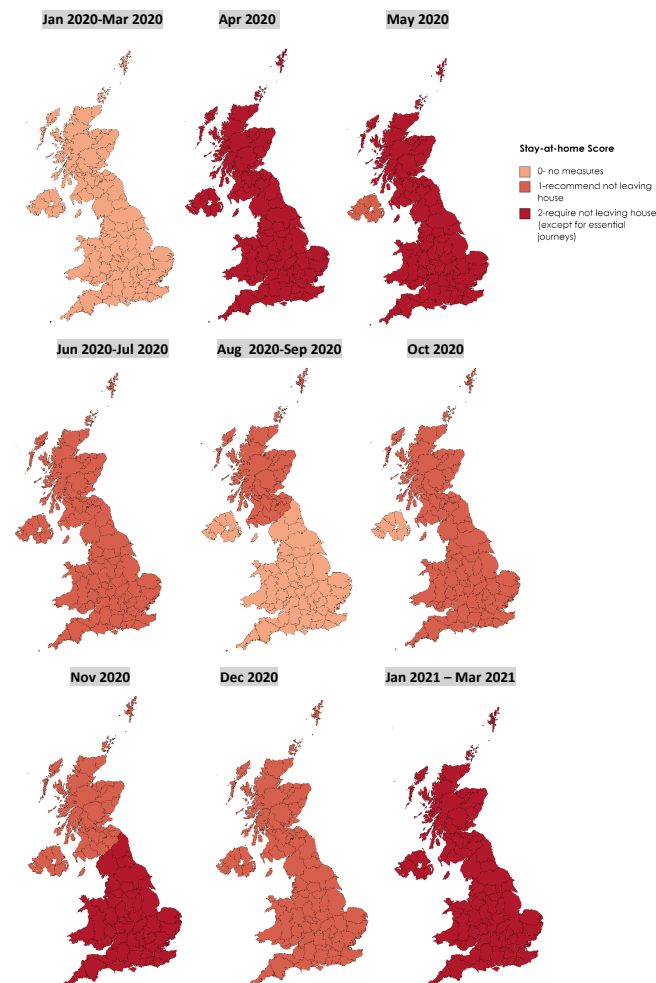 Jan 2020-Mar 2020
Apr 2020
May 2020
Stay-at-home Score
0- no measures
1-recommend not leaving
house
2-require not leaving house
(except for essential
journeys)
Jun 2020-Jul 2020
Aug 2020-Sep 2020
Oct 2020
Nov 2020
Dec 2020
Jan 2021 – Mar 2021